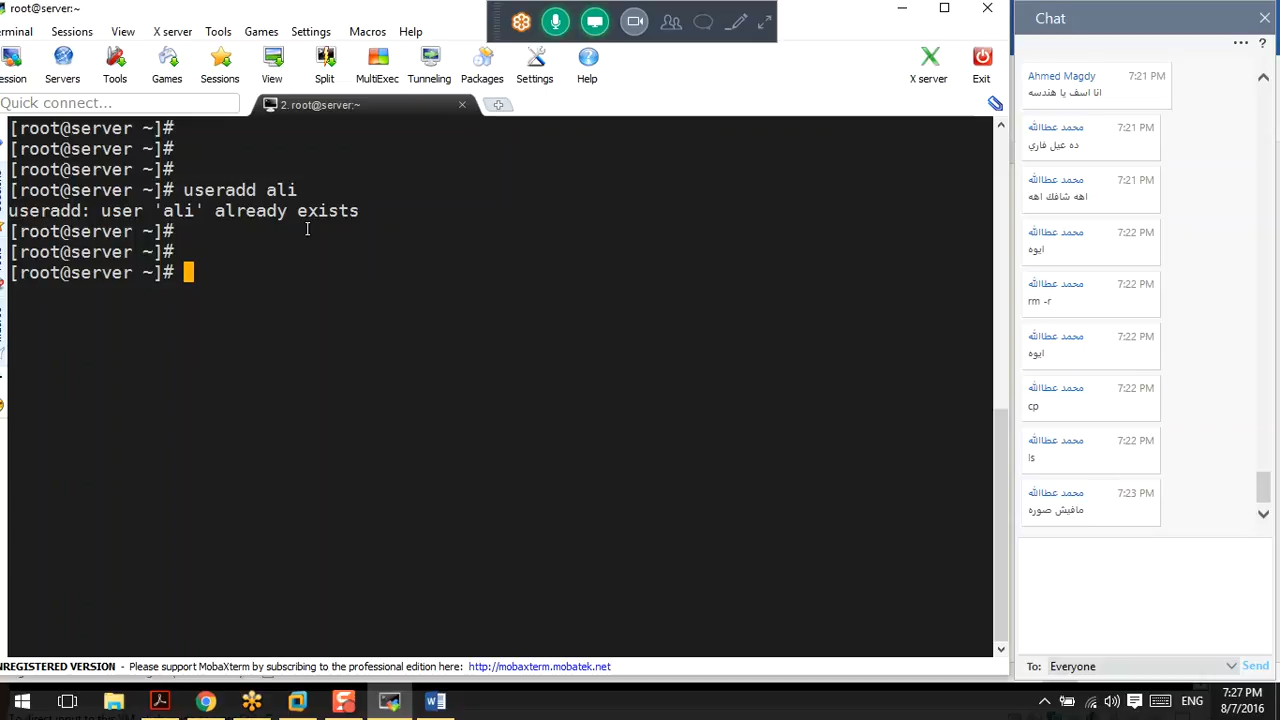 root@server:~
erminal Sessions View X server Tools Games Settings Macros Help
ession Servers Tools Games Sessions View Split MultiExec Tunneling Packages Settings Help X server Exit
Quick connect...
2. root@server:~
[root@server ~]#
[root@server ~]#
[root@server ~]#
[root@server ~]# useradd ali
useradd: user 'ali' already exists
[root@server ~]#
[root@server ~]#
[root@server ~]#
NREGISTERED VERSION - Please support MobaXterm by subscribing to the professional edition here: http://mobaxterm.mobatek.net
Chat
Ahmed Magdy 7:21 PM
انا اسف يا هندسه
محمد عطاالله 7:21 PM
ده عيل فاري
محمد عطاالله 7:21 PM
اهه شافك اهه
محمد عطاالله 7:22 PM
ايوه
محمد عطاالله 7:22 PM
rm -r
محمد عطاالله 7:22 PM
ايوه
محمد عطاالله 7:22 PM
cp
محمد عطاالله 7:22 PM
ls
محمد عطاالله 7:23 PM
مافيش صوره
To: Everyone Send
ENG
7:27 PM
8/7/2016